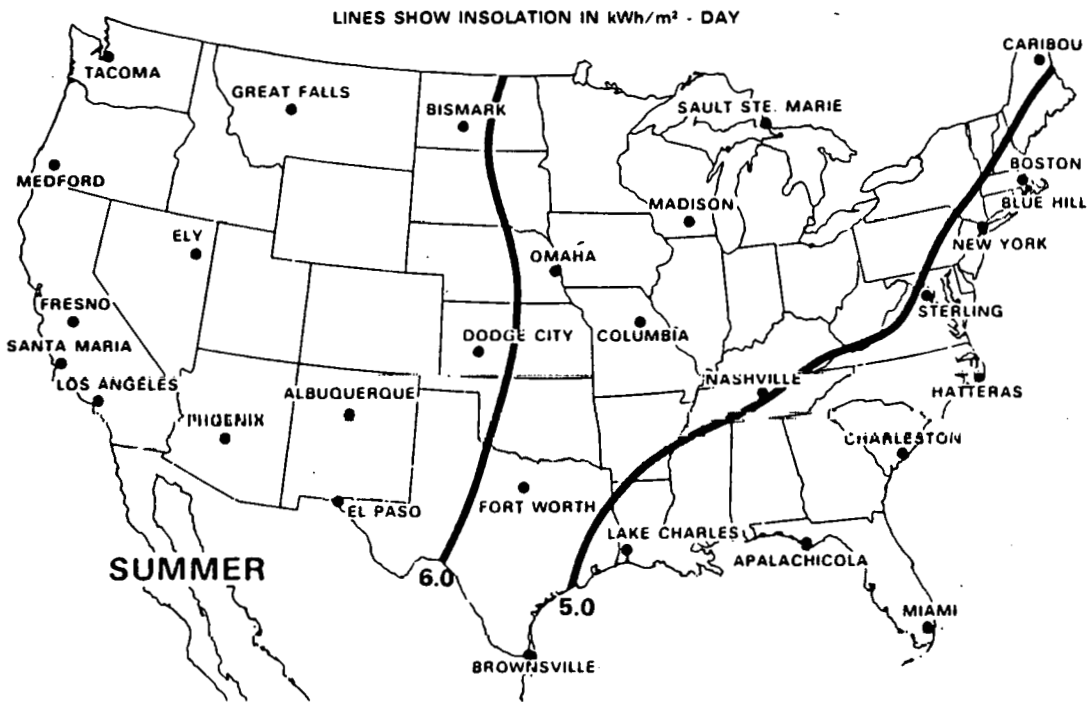 LINES SHOW INSOLATION IN kWh/m² - DAY
CARIBOU
TACOMA
GREAT FALLS
BISMARK
SAULT STE. MARIE
BOSTON
MEDFORD
MADISON
BLUE HILL
ELY
OMAHA
NEW YORK
FRESNO
STERLING
DODGE CITY
COLUMBIA
SANTA MARIA
LOS ANGELES
ALBUQUERQUE
NASHVILLE
HATTERAS
PHOENIX
CHARLESTON
EL PASO
FORT WORTH
LAKE CHARLES
APALACHICOLA
SUMMER
6.0
5.0
MIAMI
BROWNSVILLE